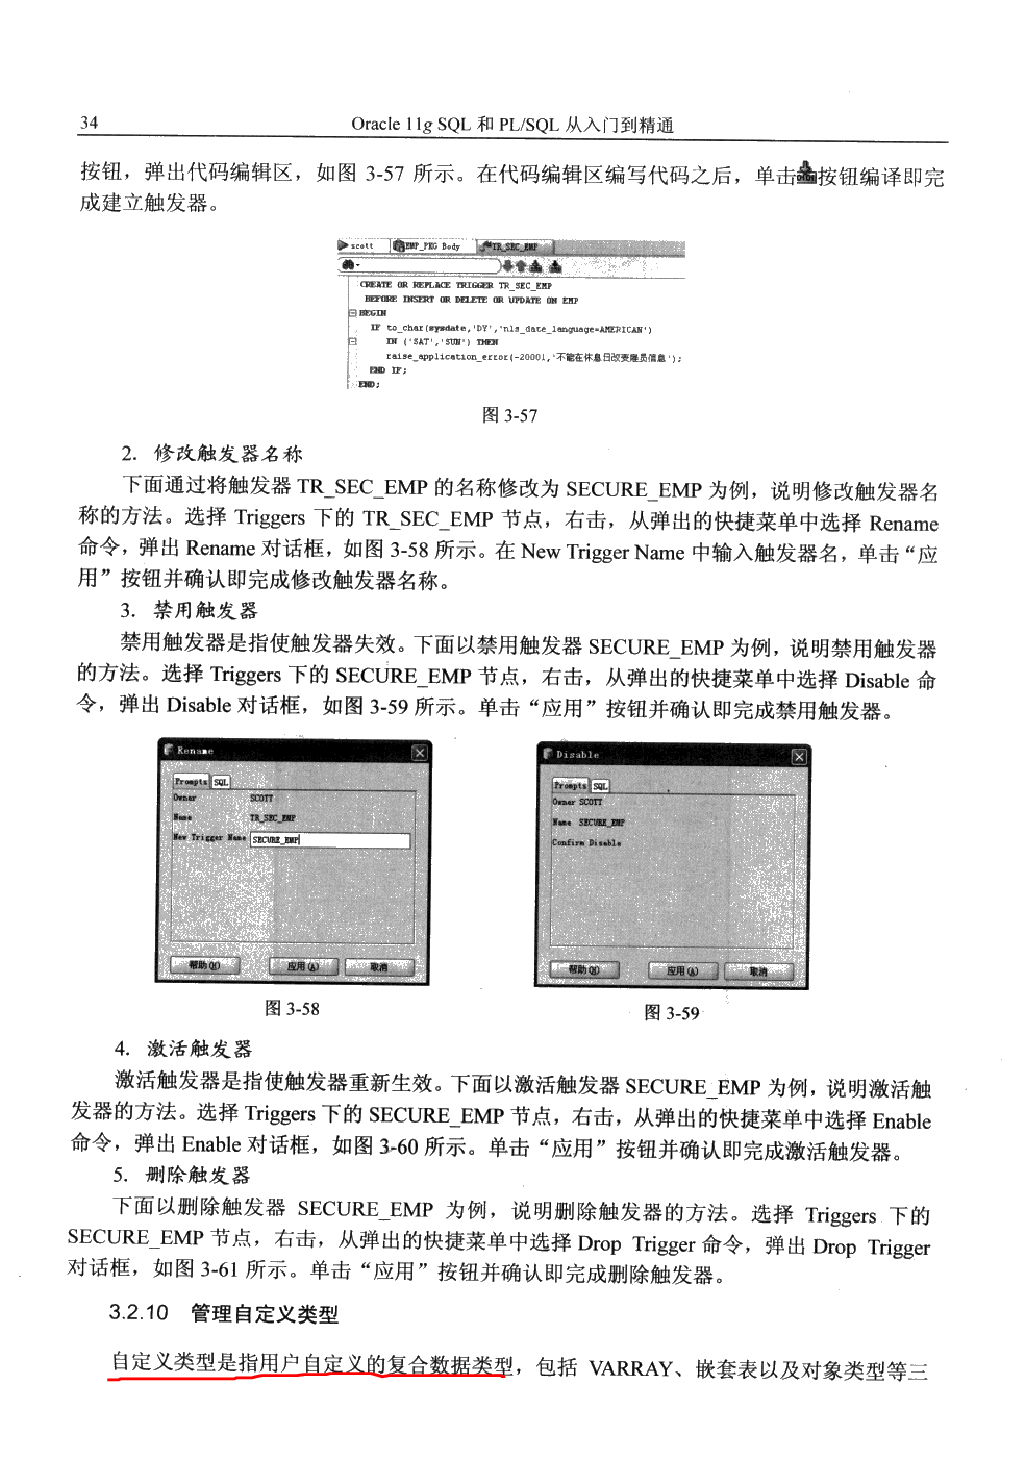 34
Oracle 11g SQL 和 PL/SQL 从入门到精通
按钮，弹出代码编辑区，如图 3-57 所示。在代码编辑区编写代码之后，单击按钮编译即完
成建立触发器。
scott EMP_PKG Body TR_SEC_EMP
CREATE OR REPLACE TRIGGER TR_SEC_EMP
BEFORE INSERT OR DELETE OR UPDATE ON EMP
BEGIN
IF to_char(sysdate,'DY','nls_date_language=AMERICAN')
IN ('SAT','SUN') THEN
raise_application_error(-20001,'不能在休息日改变雇员信息');
END IF;
END;
图 3-57
2. 修改触发器名称
下面通过将触发器 TR_SEC_EMP 的名称修改为 SECURE_EMP 为例，说明修改触发器名
称的方法。选择 Triggers 下的 TR_SEC_EMP 节点，右击，从弹出的快捷菜单中选择 Rename
命令，弹出 Rename 对话框，如图 3-58 所示。在 New Trigger Name 中输入触发器名，单击“应
用”按钮并确认即完成修改触发器名称。
3. 禁用触发器
禁用触发器是指使触发器失效。下面以禁用触发器 SECURE_EMP 为例，说明禁用触发器
的方法。选择 Triggers 下的 SECURE_EMP 节点，右击，从弹出的快捷菜单中选择 Disable 命
令，弹出 Disable 对话框，如图 3-59 所示。单击“应用”按钮并确认即完成禁用触发器。
Rename
Prompts SQL
Owner SCOTT
Name TR_SEC_EMP
New Trigger Name SECURE_EMP
帮助(H) 应用(A) 取消
图 3-58
Disable
Prompts SQL
Owner SCOTT
Name SECURE_EMP
Confirm Disable
帮助(H) 应用(A) 取消
图 3-59
4. 激活触发器
激活触发器是指使触发器重新生效。下面以激活触发器 SECURE_EMP 为例，说明激活触
发器的方法。选择 Triggers 下的 SECURE_EMP 节点，右击，从弹出的快捷菜单中选择 Enable
命令，弹出 Enable 对话框，如图 3-60 所示。单击“应用”按钮并确认即完成激活触发器。
5. 删除触发器
下面以删除触发器 SECURE_EMP 为例，说明删除触发器的方法。选择 Triggers 下的
SECURE_EMP 节点，右击，从弹出的快捷菜单中选择 Drop Trigger 命令，弹出 Drop Trigger
对话框，如图 3-61 所示。单击“应用”按钮并确认即完成删除触发器。
3.2.10 管理自定义类型
自定义类型是指用户自定义的复合数据类型，包括 VARRAY、嵌套表以及对象类型等三